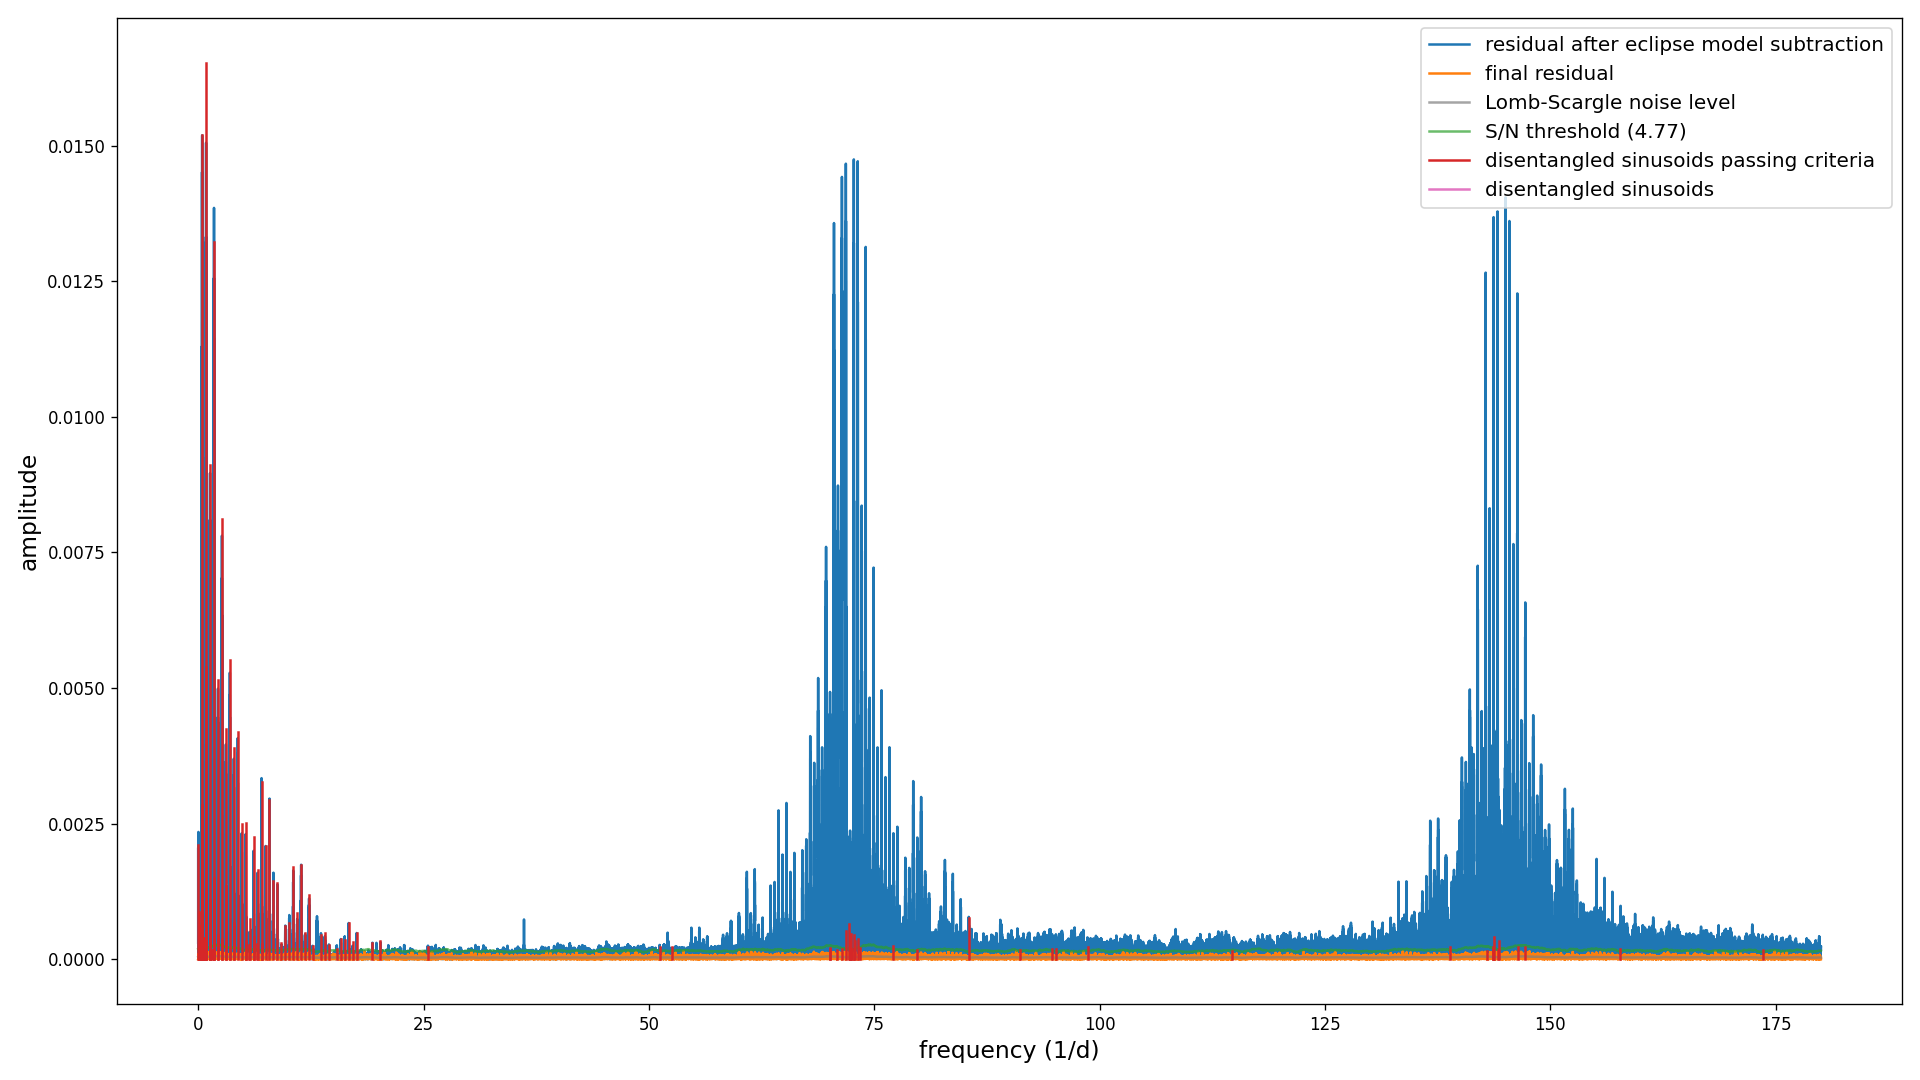 residual after eclipse model subtraction
final residual
Lomb-Scargle noise level
S/N threshold (4.77)
disentangled sinusoids passing criteria
disentangled sinusoids
amplitude
0.0150
0.0125
0.0100
0.0075
0.0050
0.0025
0.0000
0 25 50 75 100 125 150 175
frequency (1/d)